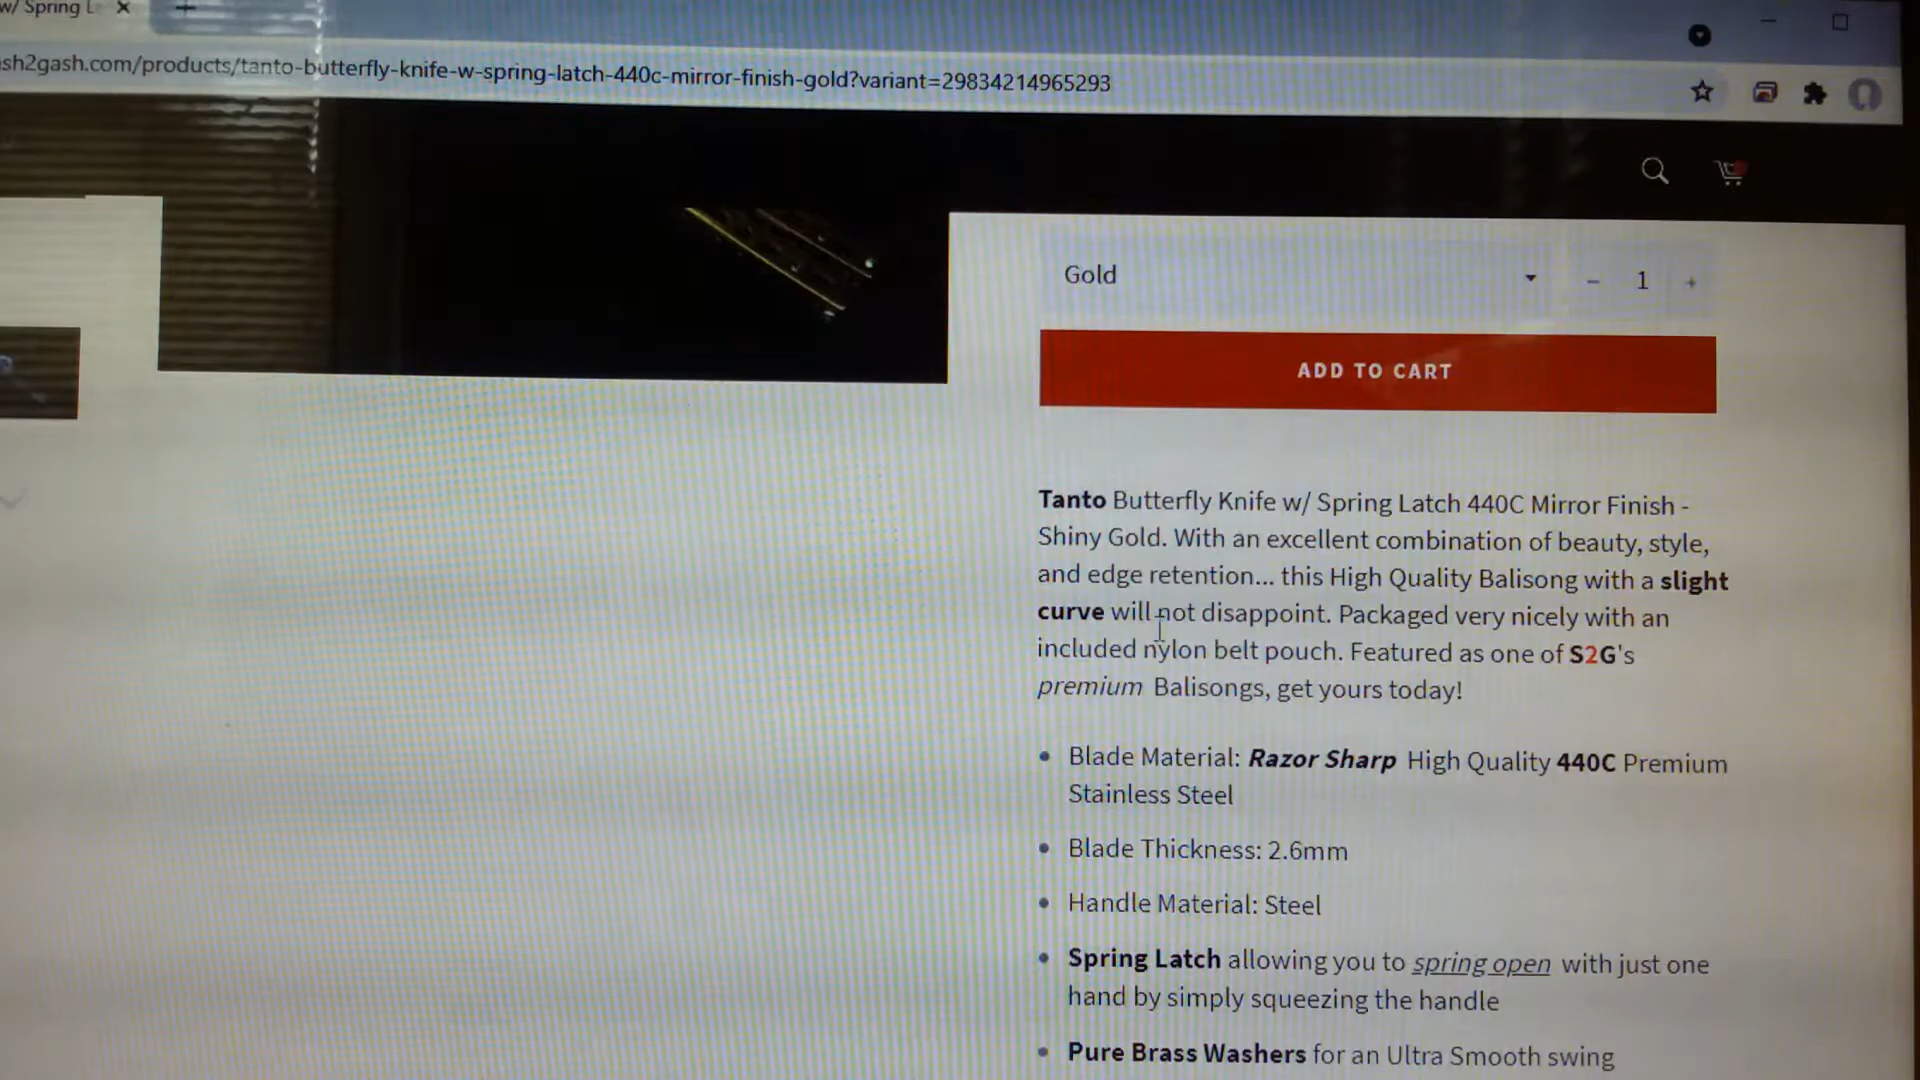 w/ Spring L
sh2gash.com/products/tanto-butterfly-knife-w-spring-latch-440c-mirror-finish-gold?variant=29834214965293
Gold
1
ADD TO CART
Tanto Butterfly Knife w/ Spring Latch 440C Mirror Finish -
Shiny Gold. With an excellent combination of beauty, style,
and edge retention... this High Quality Balisong with a slight
curve will not disappoint. Packaged very nicely with an
included nylon belt pouch. Featured as one of S2G's
premium Balisongs, get yours today!
Blade Material: Razor Sharp High Quality 440C Premium
Stainless Steel
Blade Thickness: 2.6mm
Handle Material: Steel
Spring Latch allowing you to spring open with just one
hand by simply squeezing the handle
Pure Brass Washers for an Ultra Smooth swing